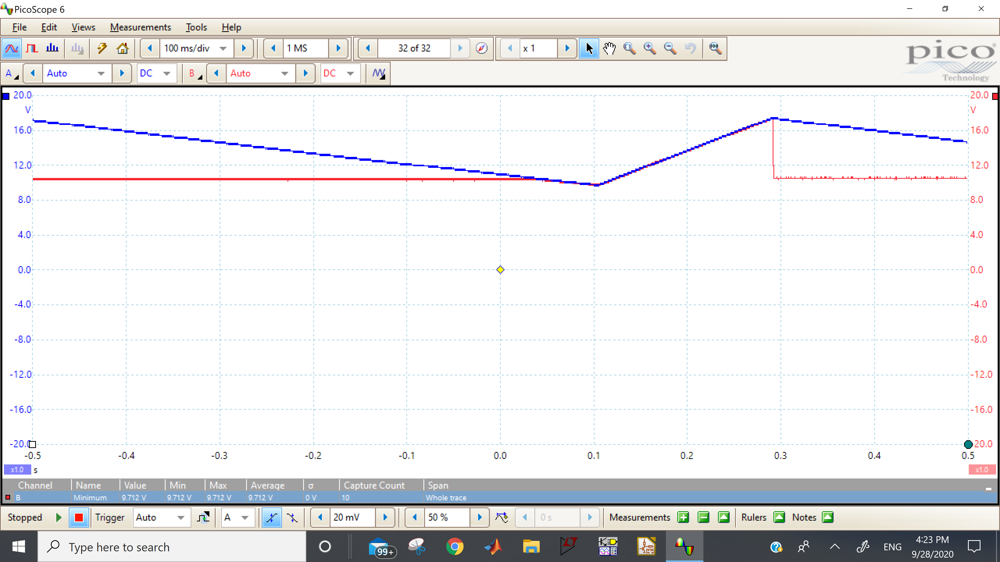 PicoScope 6
File Edit Views Measurements Tools Help
100 ms/div 1 MS 32 of 32 x 1 100
pico®
Technology
A Auto DC B Auto DC
20.0 20.0
V V
16.0 16.0
12.0 12.0
8.0 8.0
4.0 4.0
0.0 0.0
-4.0 -4.0
-8.0 -8.0
-12.0 -12.0
-16.0 -16.0
-20.0 -20.0
-0.5 -0.4 -0.3 -0.2 -0.1 0.0 0.1 0.2 0.3 0.4 0.5
x1.0 s x1.0
Channel Name Value Min Max Average σ Capture Count Span
B Minimum 9.712 V 9.712 V 9.712 V 9.712 V 0 V 10 Whole trace
Stopped Trigger Auto A 20 mV 50 % 0 s Measurements Rulers Notes
Type here to search 99+ LT ENG 4:23 PM
9/28/2020